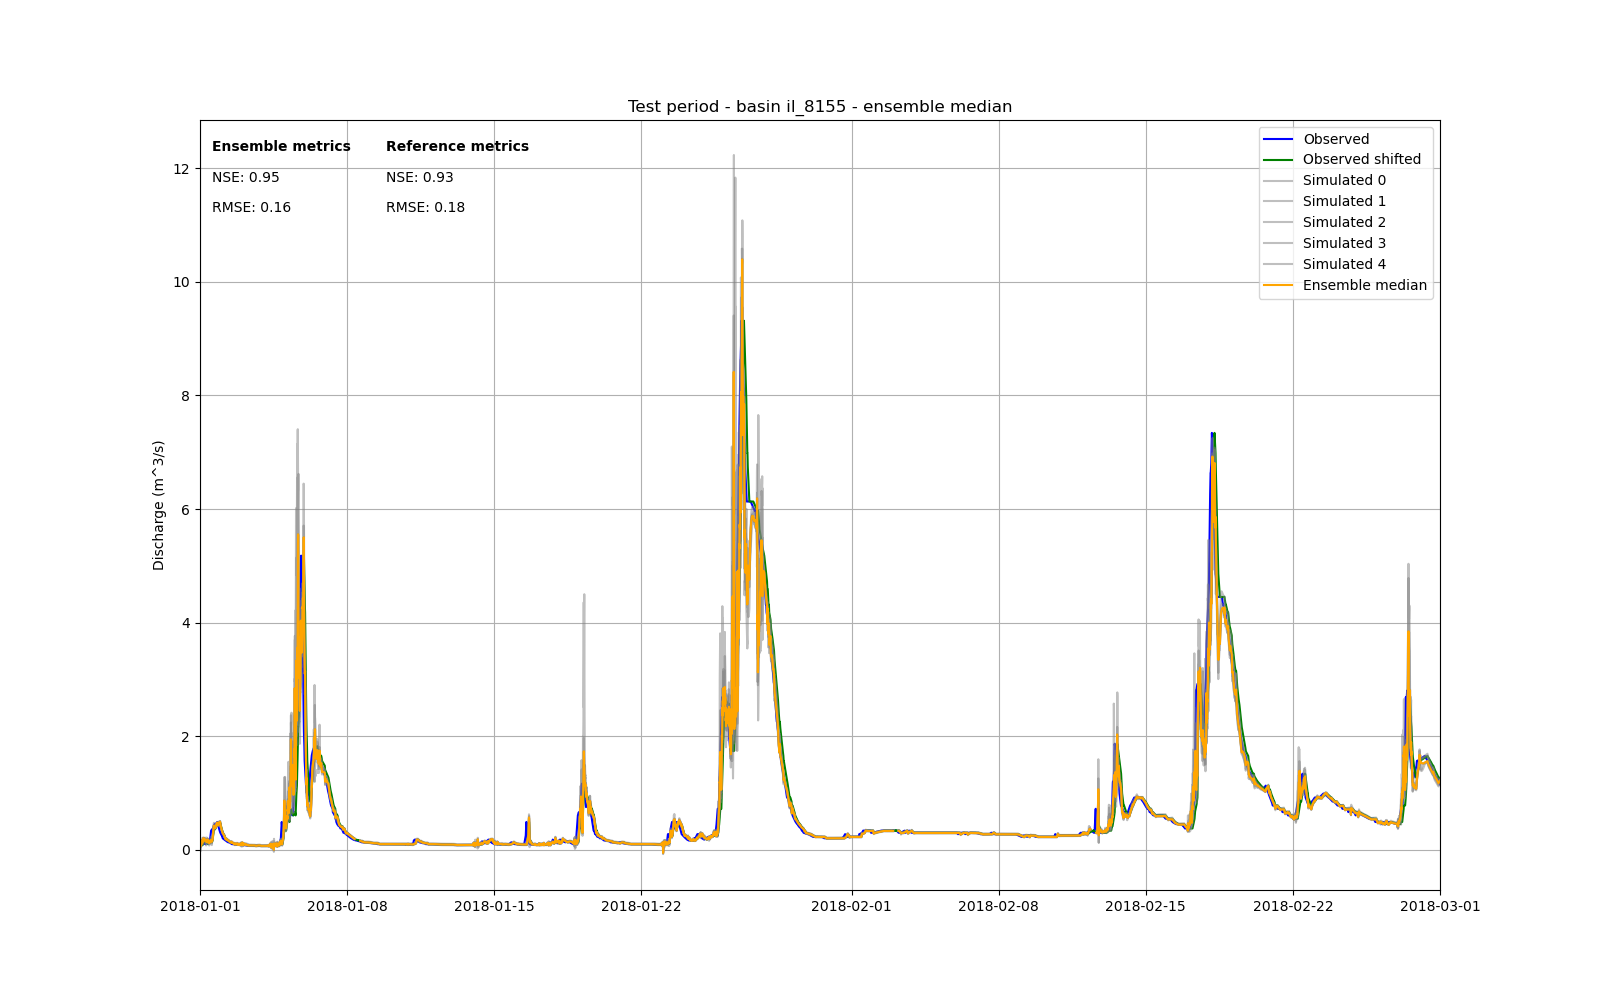 Test period - basin il_8155 - ensemble median
Ensemble metrics
Reference metrics
NSE: 0.95
NSE: 0.93
RMSE: 0.16
RMSE: 0.18
Observed
Observed shifted
Simulated 0
Simulated 1
Simulated 2
Simulated 3
Simulated 4
Ensemble median
Discharge (m^3/s)
12
10
8
6
4
2
0
2018-01-01
2018-01-08
2018-01-15
2018-01-22
2018-02-01
2018-02-08
2018-02-15
2018-02-22
2018-03-01